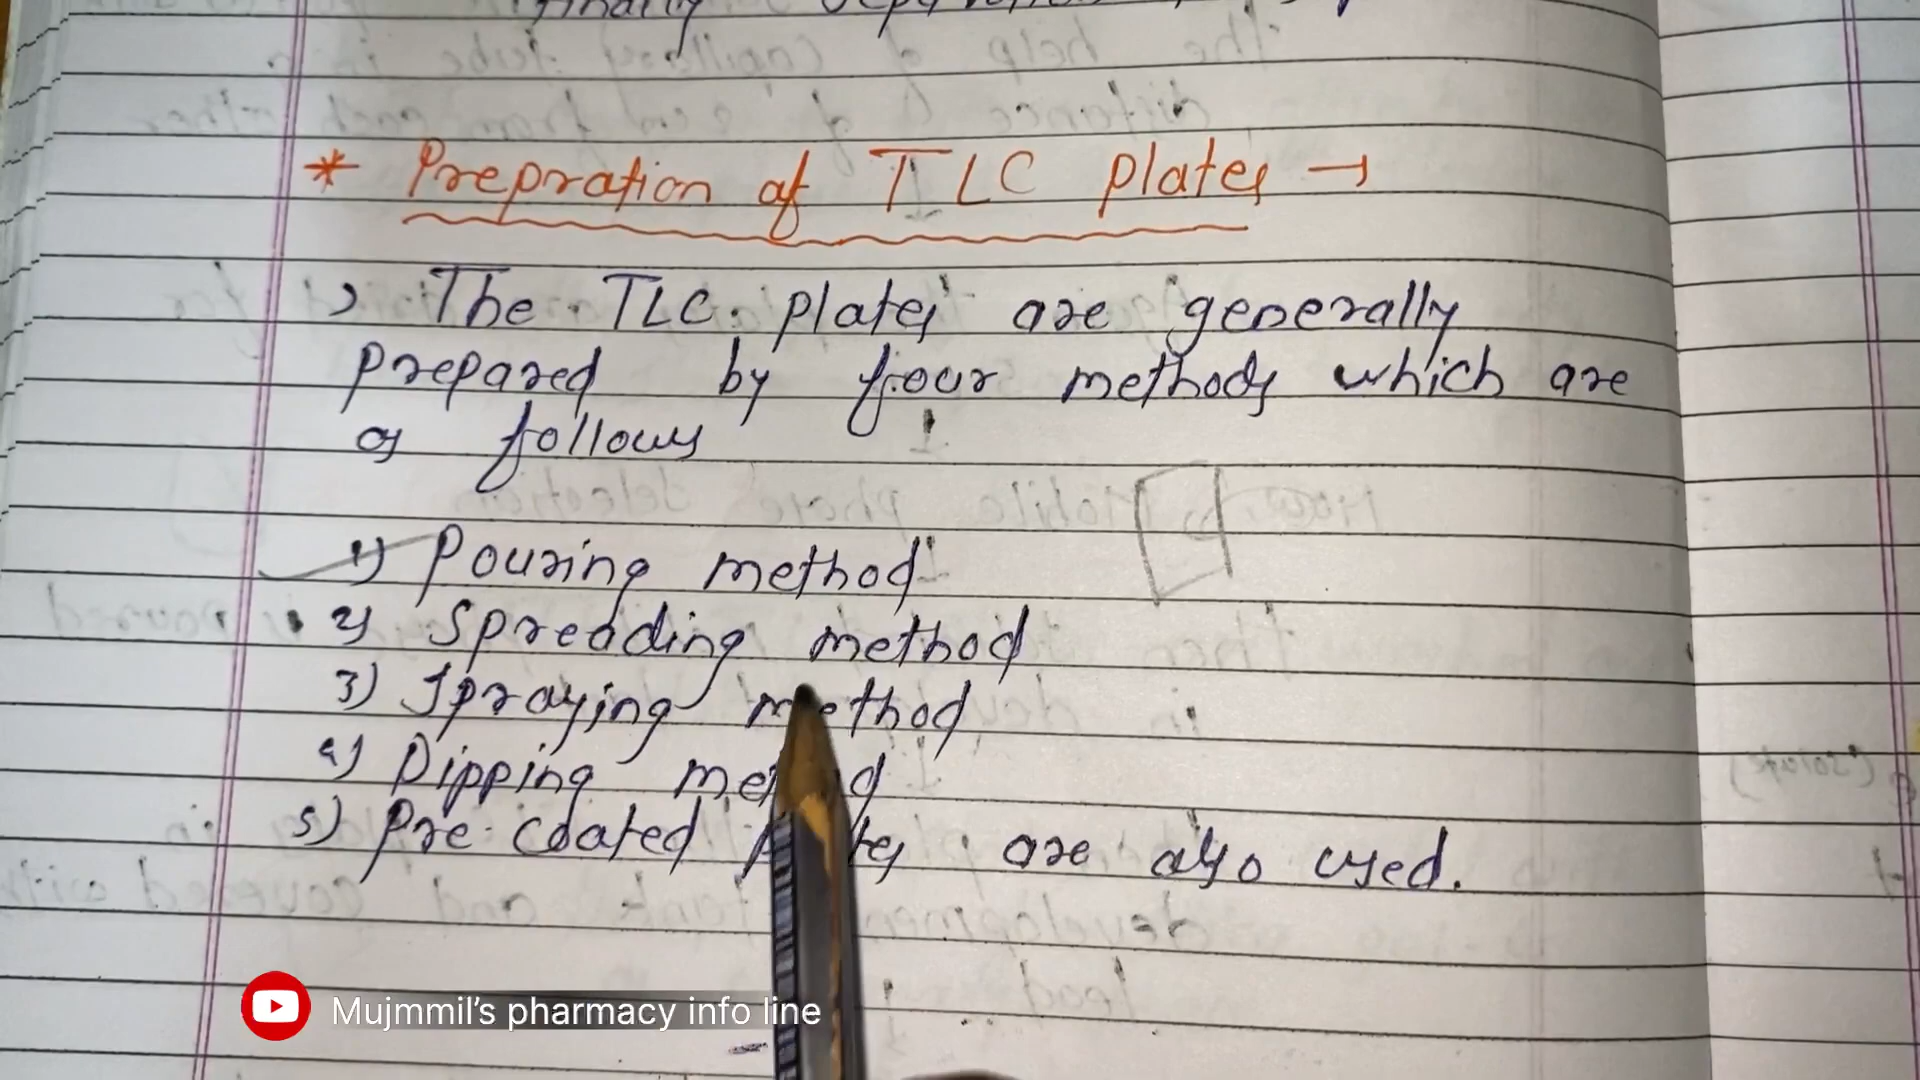 * Prepration of TLC plates →
→ The TLC plates are generally
prepared by four methods which are
as follows
1) Pouring method
2) Spreading method
3) Spraying method
4) Dipping method
5) Pre-coated plates are also used.
Mujmmil's pharmacy info line